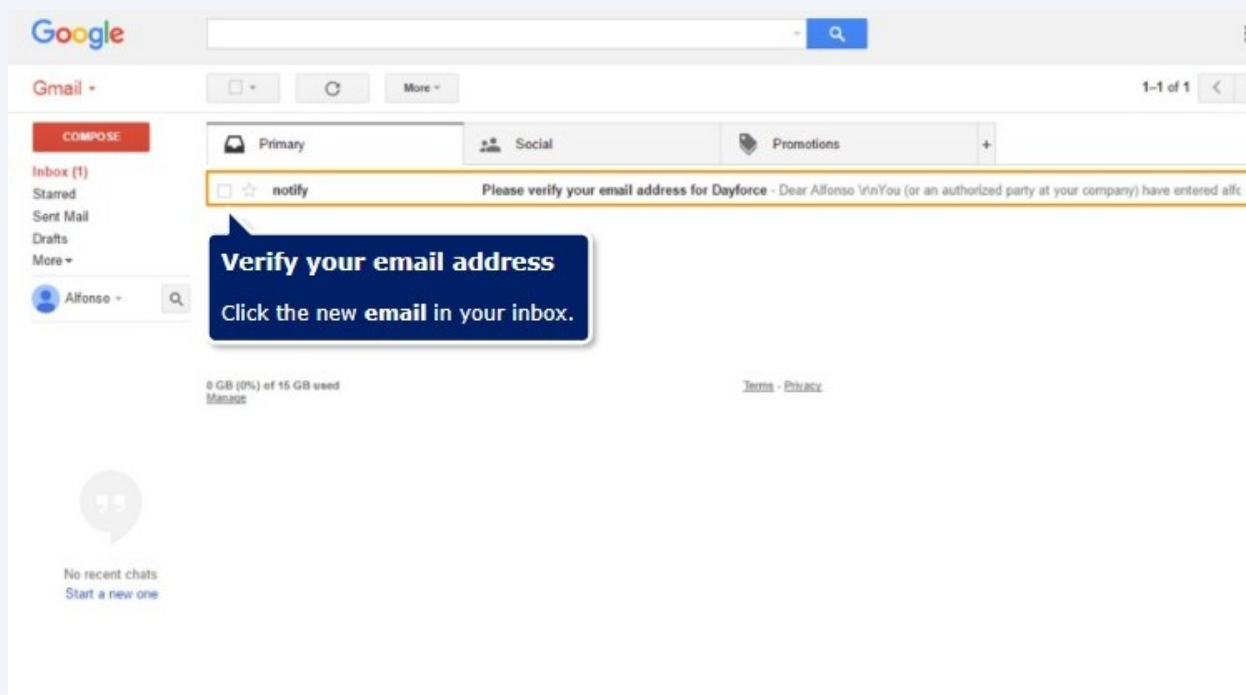 Google
Gmail
More
1–1 of 1
COMPOSE
Primary
Social
Promotions
+
Inbox (1)
Starred
Sent Mail
Drafts
More
Alfonso
notify Please verify your email address for Dayforce - Dear Alfonso \r\nYou (or an authorized party at your company) have entered alfc
Verify your email address
Click the new email in your inbox.
0 GB (0%) of 15 GB used
Manage
Terms - Privacy
No recent chats
Start a new one